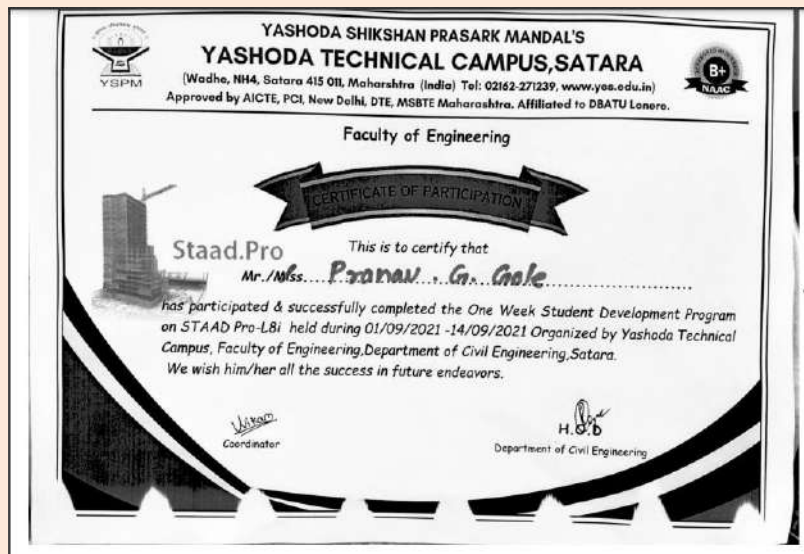 YASHODA SHIKSHAN PRASARK MANDAL'S
YASHODA TECHNICAL CAMPUS,SATARA
(Wadhe, NH4, Satara 415 011, Maharshtra (India) Tel: 02162-271239, www.yes.edu.in)
Approved by AICTE, PCI, New Delhi, DTE, MSBTE Maharashtra. Affiliated to DBATU Lonere.
YSPM
B+
NAAC
Faculty of Engineering
CERTIFICATE OF PARTICIPATION
Staad.Pro
This is to certify that
Mr./Miss.... Pranav . G. Gole
has participated & successfully completed the One Week Student Development Program
on STAAD Pro-L8i held during 01/09/2021 -14/09/2021 Organized by Yashoda Technical
Campus, Faculty of Engineering,Department of Civil Engineering,Satara.
We wish him/her all the success in future endeavors.
Coordinator
H.O.D
Department of Civil Engineering